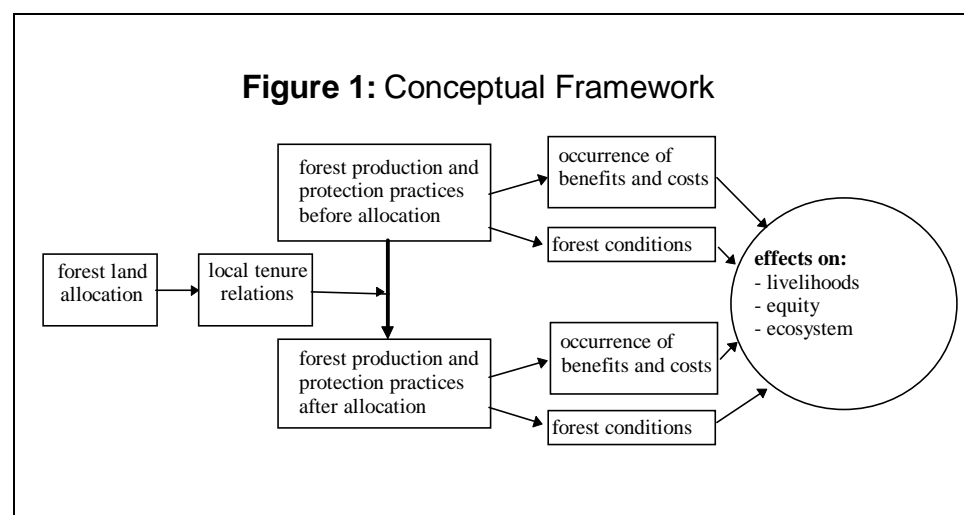 Figure 1: Conceptual Framework
forest land
allocation
local tenure
relations
forest production and
protection practices
before allocation
forest production and
protection practices
after allocation
occurrence of
benefits and costs
forest conditions
occurrence of
benefits and costs
forest conditions
effects on:
- livelihoods
- equity
- ecosystem